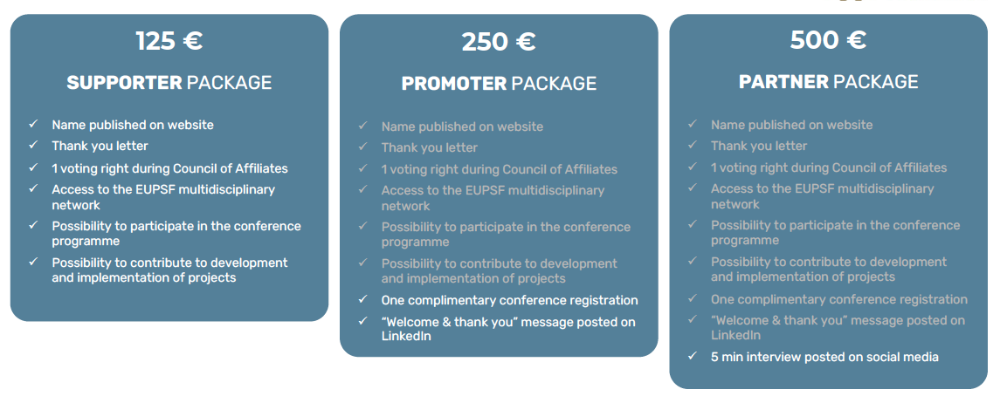 125 €
SUPPORTER PACKAGE
✓ Name published on website
✓ Thank you letter
✓ 1 voting right during Council of Affiliates
✓ Access to the EUPSF multidisciplinary
network
✓ Possibility to participate in the conference
programme
✓ Possibility to contribute to development
and implementation of projects
250 €
PROMOTER PACKAGE
✓ Name published on website
✓ Thank you letter
✓ 1 voting right during Council of Affiliates
✓ Access to the EUPSF multidisciplinary
network
✓ Possibility to participate in the conference
programme
✓ Possibility to contribute to development
and implementation of projects
✓ One complimentary conference registration
✓ “Welcome & thank you” message posted on
LinkedIn
500 €
PARTNER PACKAGE
✓ Name published on website
✓ Thank you letter
✓ 1 voting right during Council of Affiliates
✓ Access to the EUPSF multidisciplinary
network
✓ Possibility to participate in the conference
programme
✓ Possibility to contribute to development
and implementation of projects
✓ One complimentary conference registration
✓ “Welcome & thank you” message posted on
LinkedIn
✓ 5 min interview posted on social media